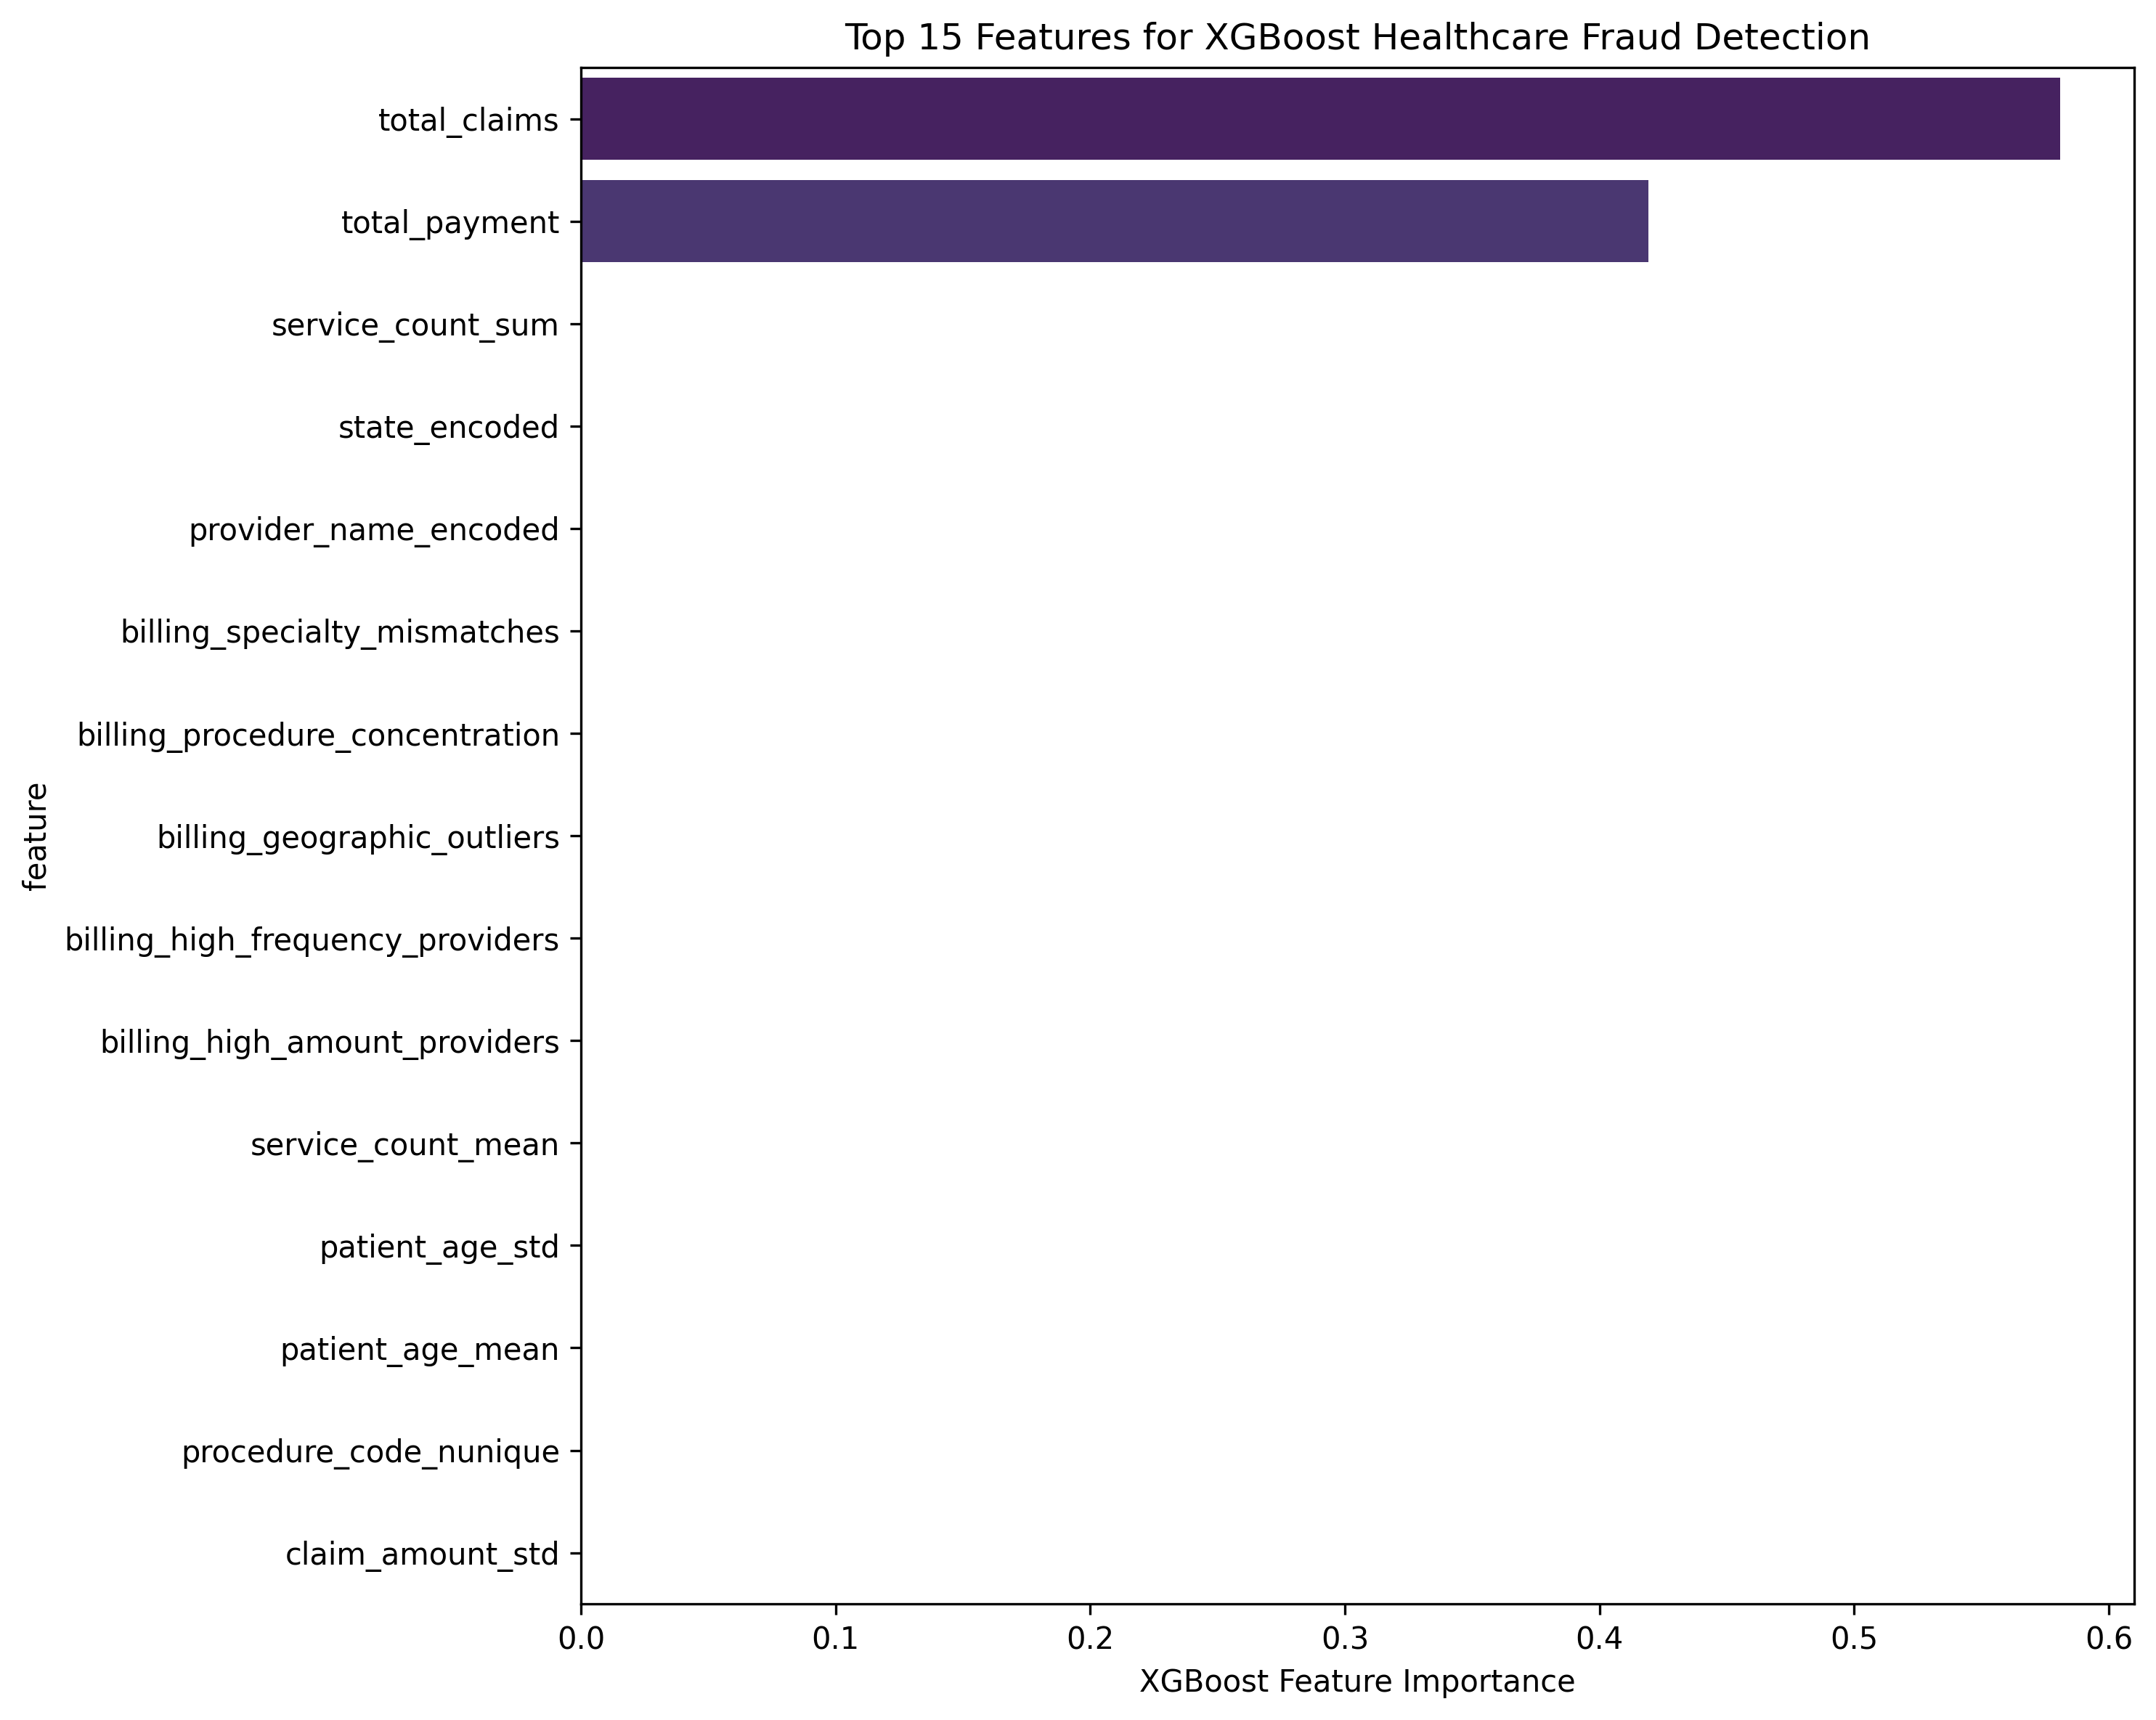 Top 15 Features for XGBoost Healthcare Fraud Detection
total_claims
total_payment
service_count_sum
state_encoded
provider_name_encoded
billing_specialty_mismatches
billing_procedure_concentration
billing_geographic_outliers
billing_high_frequency_providers
billing_high_amount_providers
service_count_mean
patient_age_std
patient_age_mean
procedure_code_nunique
claim_amount_std
feature
0.0 0.1 0.2 0.3 0.4 0.5 0.6
XGBoost Feature Importance